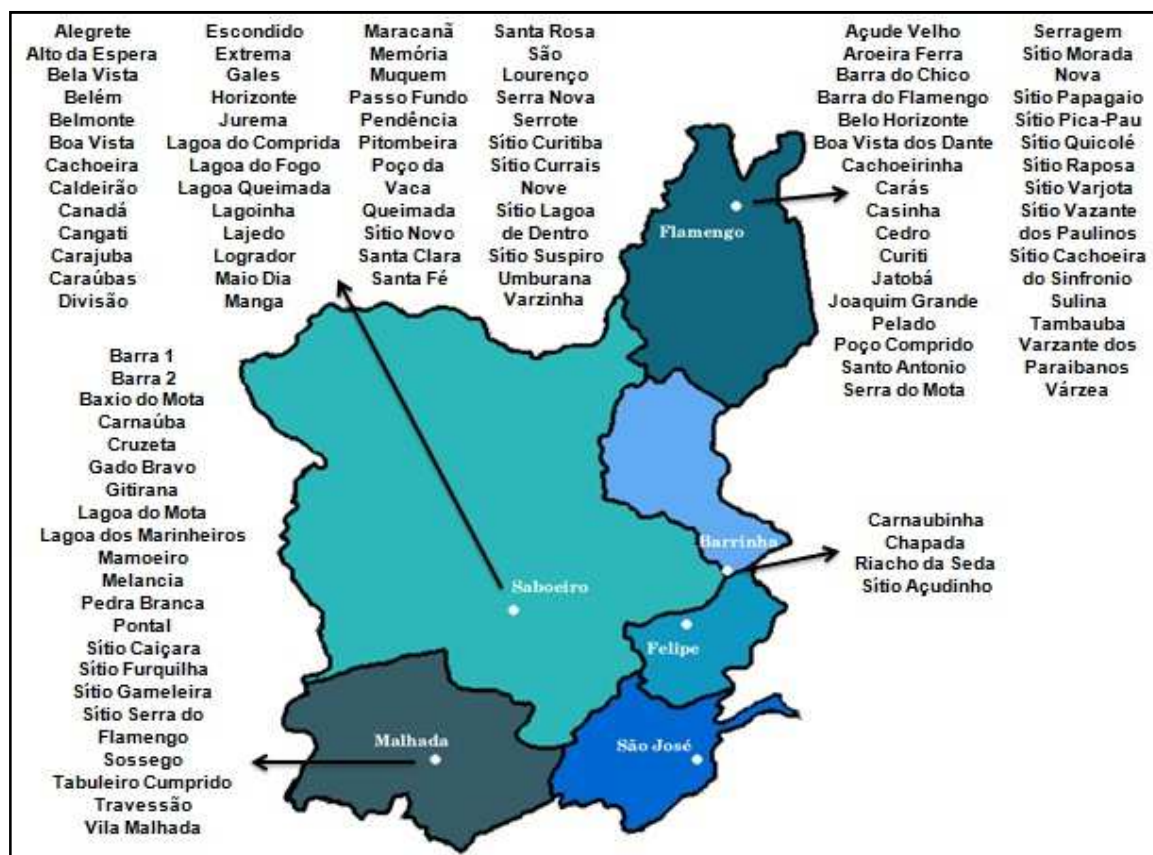 Alegrete
Alto da Espera
Bela Vista
Belém
Belmonte
Boa Vista
Cachoeira
Caldeirão
Canadá
Cangati
Carajuba
Caraúbas
Divisão
Escondido
Extrema
Gales
Horizonte
Jurema
Lagoa do Comprida
Lagoa do Fogo
Lagoa Queimada
Lagoinha
Lajedo
Logrador
Maio Dia
Manga
Maracanã
Memória
Muquem
Passo Fundo
Pendência
Pitombeira
Poço da
Vaca
Queimada
Sítio Novo
Santa Clara
Santa Fé
Santa Rosa
São
Lourenço
Serra Nova
Serrote
Sítio Curitiba
Sítio Currais
Nove
Sítio Lagoa
de Dentro
Sítio Suspiro
Umburana
Varzinha
Açude Velho
Aroeira Ferra
Barra do Chico
Barra do Flamengo
Belo Horizonte
Boa Vista dos Dante
Cachoeirinha
Carás
Casinha
Cedro
Curiti
Jatobá
Joaquim Grande
Pelado
Poço Comprido
Santo Antonio
Serra do Mota
Serragem
Sítio Morada
Nova
Sítio Papagaio
Sítio Pica-Pau
Sítio Quicolé
Sítio Raposa
Sítio Varjota
Sítio Vazante
dos Paulinos
Sítio Cachoeira
do Sinfronio
Sulina
Tambauba
Varzante dos
Paraibanos
Várzea
Flamengo
Barra 1
Barra 2
Baxio do Mota
Carnaúba
Cruzeta
Gado Bravo
Gitirana
Lagoa do Mota
Lagoa dos Marinheiros
Mamoeiro
Melancia
Pedra Branca
Pontal
Sítio Caiçara
Sítio Furquilha
Sítio Gameleira
Sítio Serra do
Flamengo
Sossego
Tabuleiro Cumprido
Travessão
Vila Malhada
Barrinha
Carnaubinha
Chapada
Riacho da Seda
Sítio Açudinho
Saboeiro
Felipe
Malhada
São José